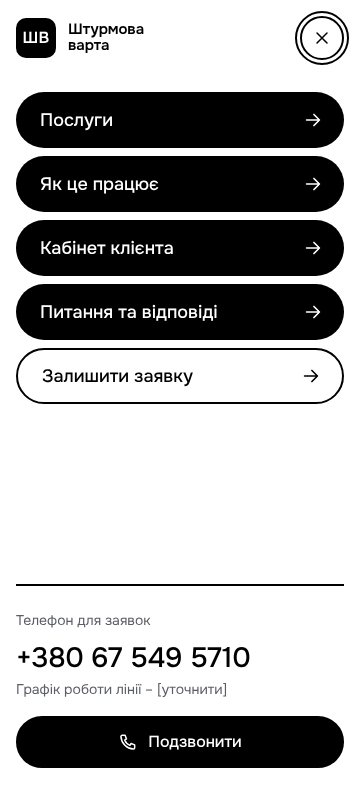 ШВ
Штурмова
варта
Послуги
Як це працює
Кабінет клієнта
Питання та відповіді
Залишити заявку
Телефон для заявок
+380 67 549 5710
Графік роботи лінії – [уточнити]
Подзвонити